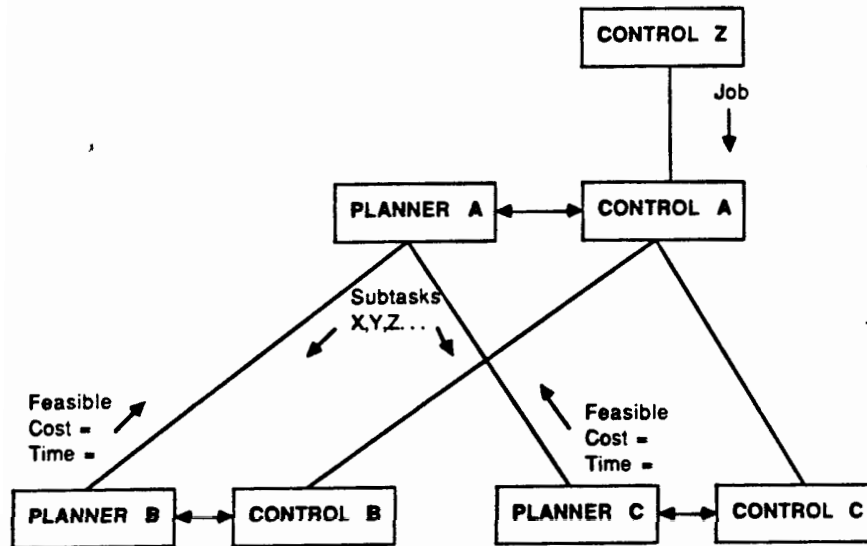 CONTROL Z
Job
PLANNER A
CONTROL A
Subtasks
X,Y,Z. . .
Feasible
Cost =
Time =
Feasible
Cost =
Time =
PLANNER B
CONTROL B
PLANNER C
CONTROL C